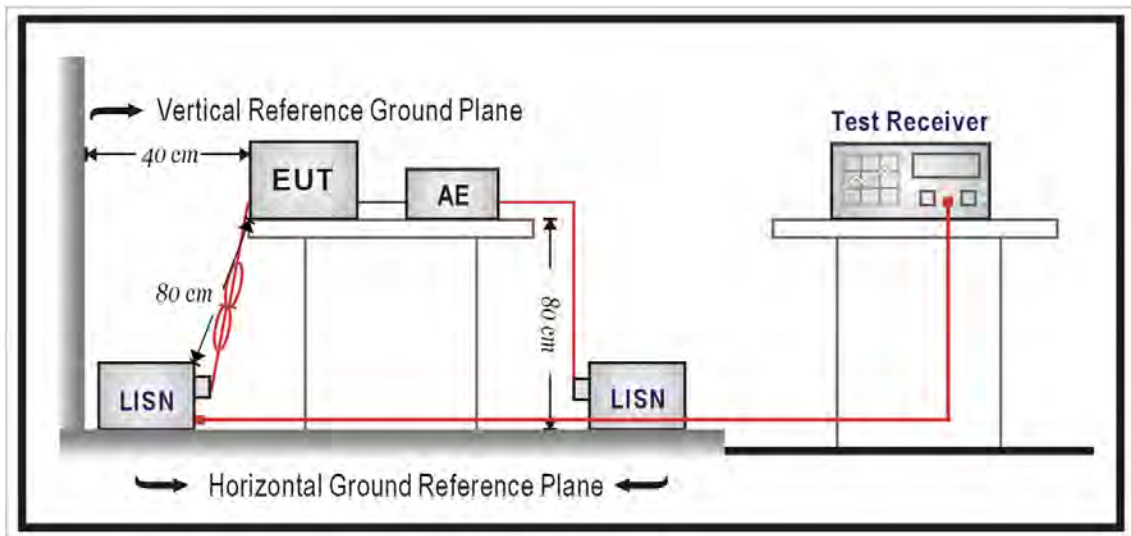 Vertical Reference Ground Plane
40 cm
Test Receiver
EUT
AE
80 cm
80 cm
LISN
LISN
Horizontal Ground Reference Plane